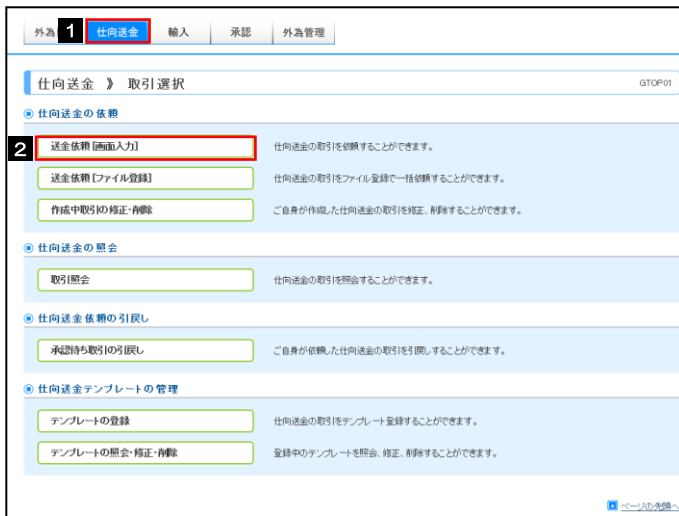 外為 1 仕向送金 輸入 承認 外為管理
仕向送金 》 取引選択 GTOP01
仕向送金の依頼
2 送金依頼[画面入力] 仕向送金の取引を依頼することができます。
送金依頼[ファイル登録] 仕向送金の取引をファイル登録で一括依頼することができます。
作成中取引の修正・削除 ご自身が作成した仕向送金の取引を修正、削除することができます。
仕向送金の照会
取引照会 仕向送金の取引を照会することができます。
仕向送金依頼の引戻し
承認待ち取引の引戻し ご自身が依頼した仕向送金の取引を引戻しすることができます。
仕向送金テンプレートの管理
テンプレートの登録 仕向送金の取引をテンプレート登録することができます。
テンプレートの照会・修正・削除 登録中のテンプレートを照会、修正、削除することができます。
ページの先頭へ